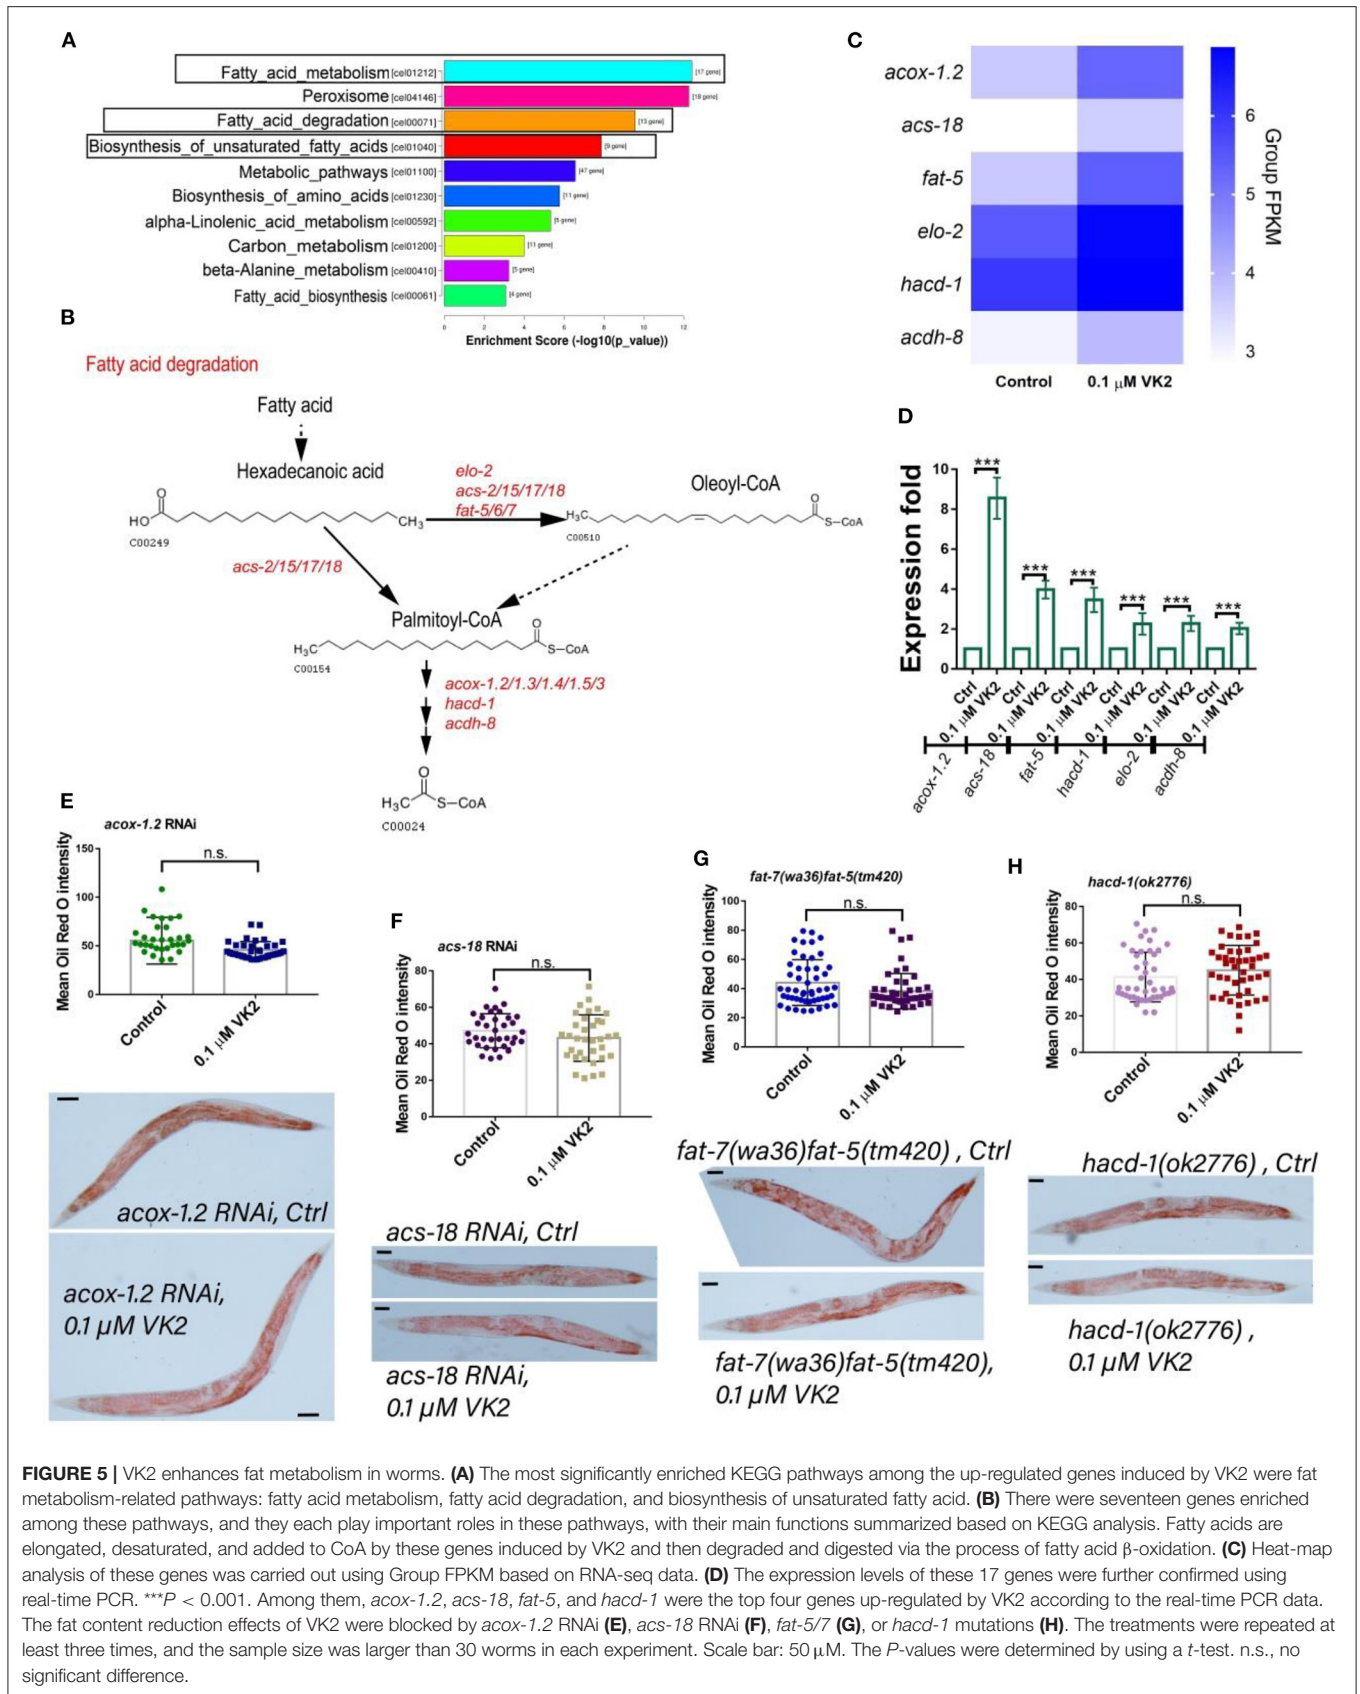 A
Fatty_acid_metabolism [cel01212]
[17 gene]
Peroxisome [cel04146]
[18 gene]
Fatty_acid_degradation [cel00071]
[13 gene]
Biosynthesis_of_unsaturated_fatty_acids [cel01040]
[9 gene]
Metabolic_pathways [cel01100]
[47 gene]
Biosynthesis_of_amino_acids [cel01230]
[11 gene]
alpha-Linolenic_acid_metabolism [cel00592]
[5 gene]
Carbon_metabolism [cel01200]
[11 gene]
beta-Alanine_metabolism [cel00410]
[5 gene]
Fatty_acid_biosynthesis [cel00061]
[4 gene]
0 2 4 6 8 10 12
Enrichment Score (-log10(p_value))
B
Fatty acid degradation
Fatty acid
Hexadecanoic acid
O
HO
CH3
C00249
elo-2
acs-2/15/17/18
fat-5/6/7
Oleoyl-CoA
O
H3C
S-CoA
C00510
acs-2/15/17/18
Palmitoyl-CoA
O
H3C
S-CoA
C00154
acox-1.2/1.3/1.4/1.5/3
hacd-1
acdh-8
O
H3C S-CoA
C00024
C
acox-1.2
acs-18
fat-5
elo-2
hacd-1
acdh-8
Control 0.1 μM VK2
6
5
4
3
Group FPKM
D
Expression fold
10
8
6
4
2
0
*** *** *** *** *** ***
Ctrl 0.1 μM VK2 Ctrl 0.1 μM VK2 Ctrl 0.1 μM VK2 Ctrl 0.1 μM VK2 Ctrl 0.1 μM VK2 Ctrl 0.1 μM VK2
acox-1.2 acs-18 fat-5 hacd-1 elo-2 acdh-8
E
acox-1.2 RNAi
n.s.
Mean Oil Red O intensity
150
100
50
0
Control 0.1 μM VK2
acox-1.2 RNAi, Ctrl
acox-1.2 RNAi,
0.1 μM VK2
F
acs-18 RNAi
n.s.
Mean Oil Red O intensity
80
60
40
20
0
Control 0.1 μM VK2
acs-18 RNAi, Ctrl
acs-18 RNAi,
0.1 μM VK2
G
fat-7(wa36)fat-5(tm420)
n.s.
Mean Oil Red O intensity
100
80
60
40
20
0
Control 0.1 μM VK2
fat-7(wa36)fat-5(tm420) , Ctrl
fat-7(wa36)fat-5(tm420),
0.1 μM VK2
H
hacd-1(ok2776)
n.s.
Mean Oil Red O intensity
80
60
40
20
0
Control 0.1 μM VK2
hacd-1(ok2776) , Ctrl
hacd-1(ok2776) ,
0.1 μM VK2
FIGURE 5 | VK2 enhances fat metabolism in worms. (A) The most significantly enriched KEGG pathways among the up-regulated genes induced by VK2 were fat
metabolism-related pathways: fatty acid metabolism, fatty acid degradation, and biosynthesis of unsaturated fatty acid. (B) There were seventeen genes enriched
among these pathways, and they each play important roles in these pathways, with their main functions summarized based on KEGG analysis. Fatty acids are
elongated, desaturated, and added to CoA by these genes induced by VK2 and then degraded and digested via the process of fatty acid β-oxidation. (C) Heat-map
analysis of these genes was carried out using Group FPKM based on RNA-seq data. (D) The expression levels of these 17 genes were further confirmed using
real-time PCR. ***P < 0.001. Among them, acox-1.2, acs-18, fat-5, and hacd-1 were the top four genes up-regulated by VK2 according to the real-time PCR data.
The fat content reduction effects of VK2 were blocked by acox-1.2 RNAi (E), acs-18 RNAi (F), fat-5/7 (G), or hacd-1 mutations (H). The treatments were repeated at
least three times, and the sample size was larger than 30 worms in each experiment. Scale bar: 50 μM. The P-values were determined by using a t-test. n.s., no
significant difference.